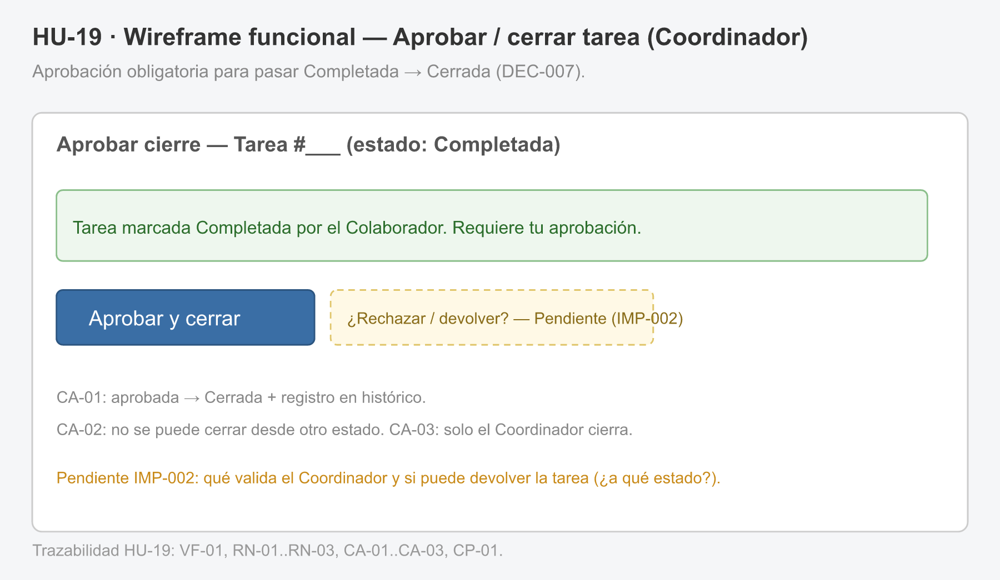 HU-19 · Wireframe funcional — Aprobar / cerrar tarea (Coordinador)
Aprobación obligatoria para pasar Completada → Cerrada (DEC-007).
Aprobar cierre — Tarea #___ (estado: Completada)
Tarea marcada Completada por el Colaborador. Requiere tu aprobación.
Aprobar y cerrar
¿Rechazar / devolver? — Pendiente (IMP-002)
CA-01: aprobada → Cerrada + registro en histórico.
CA-02: no se puede cerrar desde otro estado. CA-03: solo el Coordinador cierra.
Pendiente IMP-002: qué valida el Coordinador y si puede devolver la tarea (¿a qué estado?).
Trazabilidad HU-19: VF-01, RN-01..RN-03, CA-01..CA-03, CP-01.